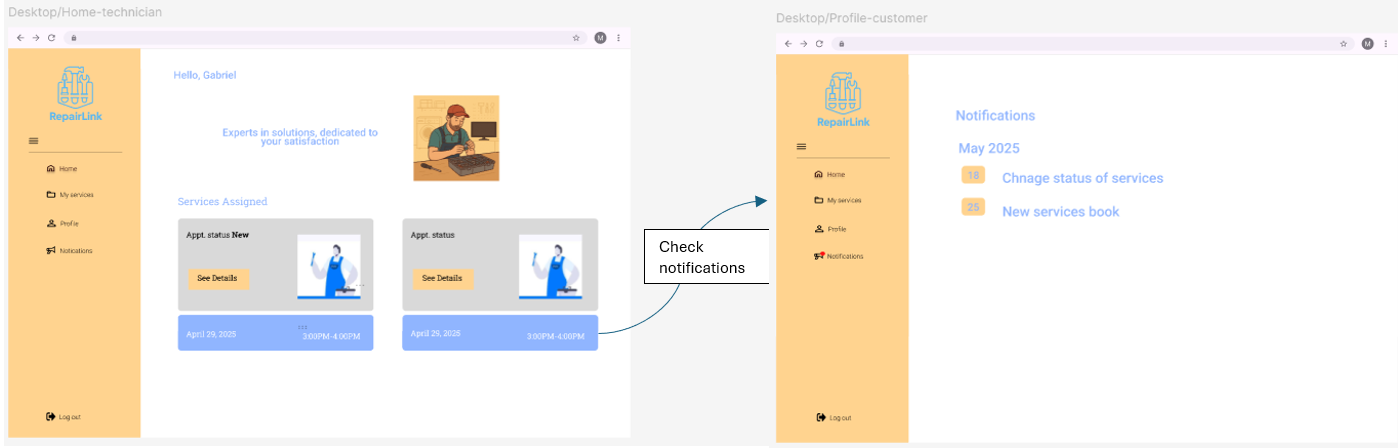 Desktop/Home-technician
M
RepairLink
Home
My services
Profile
Notications
Log out
Hello, Gabriel
Experts in solutions, dedicated to
your satisfaction
Services Assigned
Appt. status New
See Details
April 29, 2025
3:00PM-4:00PM
Appt. status
See Details
April 29, 2025
3:00PM-4:00PM
Check
notifications
Desktop/Profile-customer
M
RepairLink
Home
My services
Profile
Notifications
Log out
Notifications
May 2025
18 Chnage status of services
25 New services book